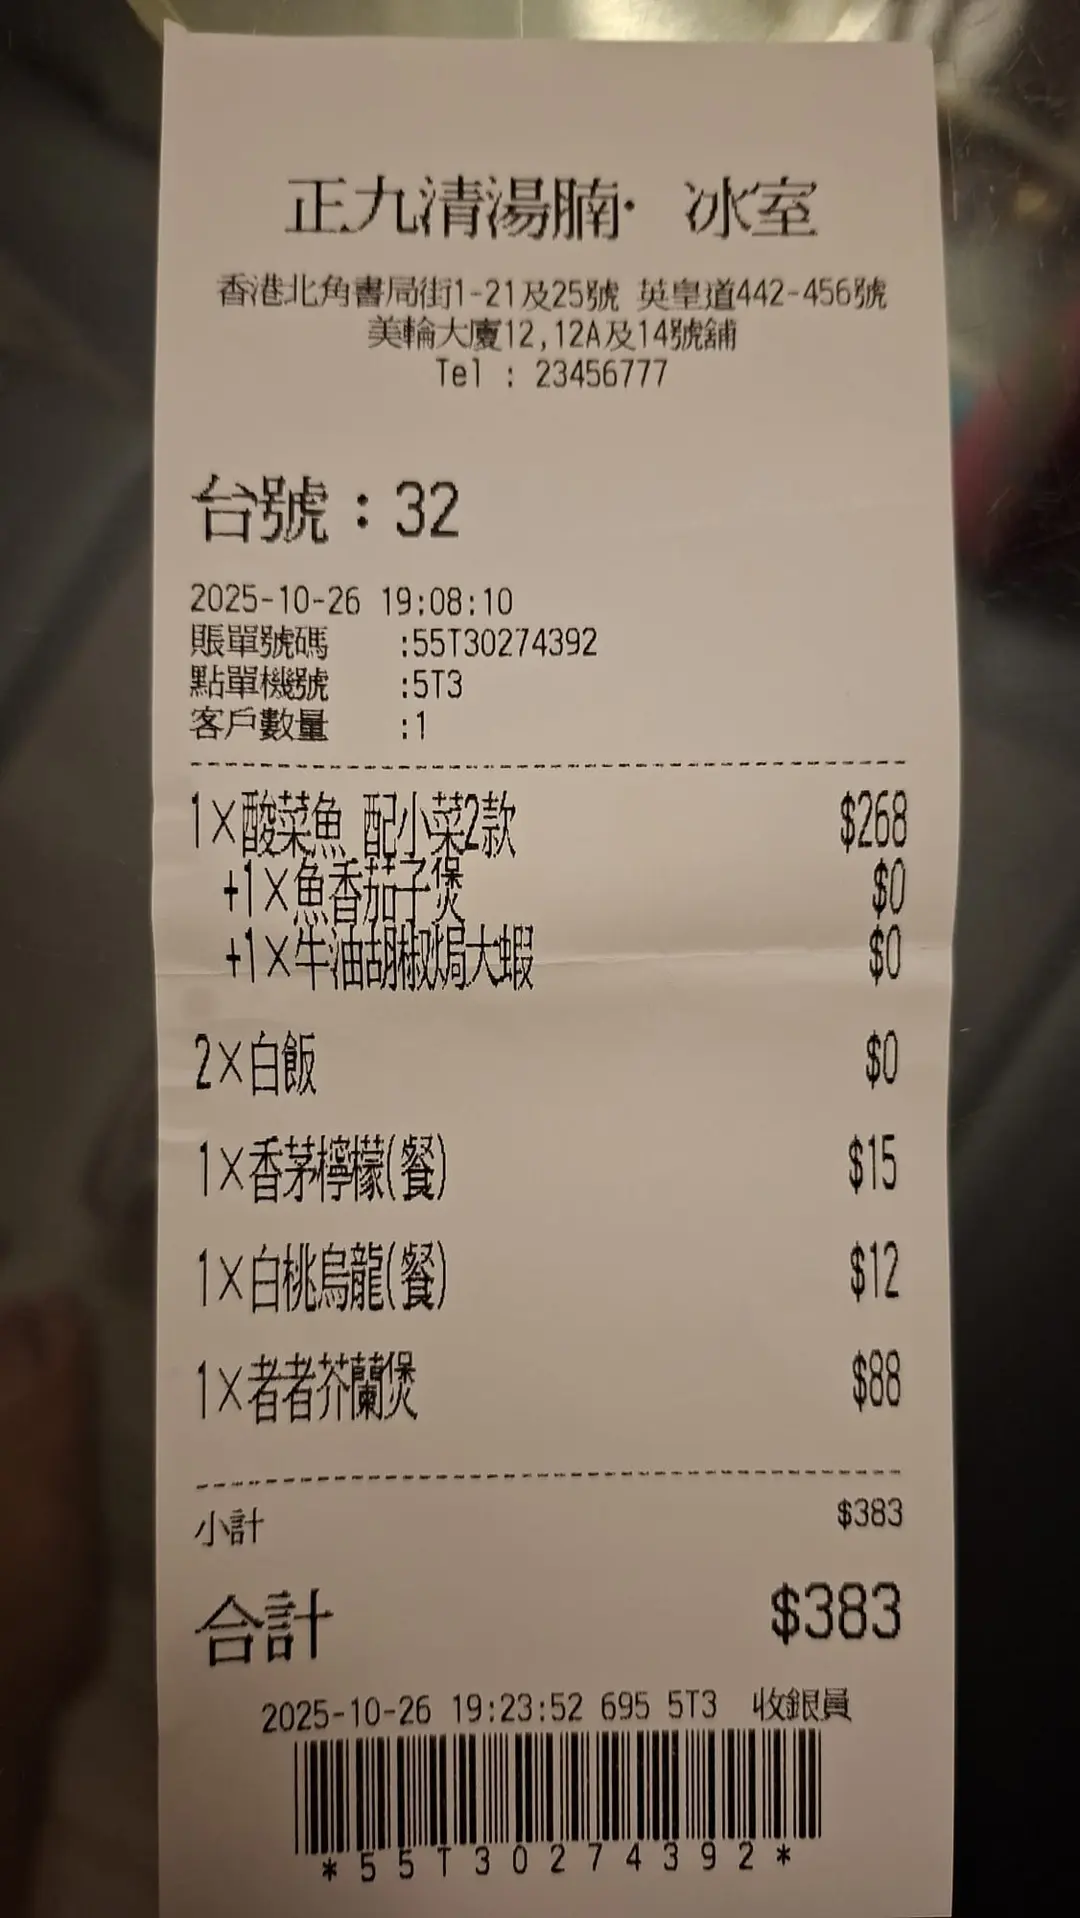 正九清湯腩· 冰室
香港北角書局街1-21及25號 英皇道442-456號
美輪大廈12,12A及14號舖
Tel : 23456777
台號：32
2025-10-26 19:08:10
賬單號碼 :55T30274392
點單機號 :5T3
客戶數量 :1
1×酸菜魚 配小菜2款 $268
+1×魚香茄子煲 $0
+1×牛油胡椒焗大蝦 $0
2×白飯 $0
1×香茅檸檬(餐) $15
1×白桃烏龍(餐) $12
1×者者芥蘭煲 $88
小計 $383
合計 $383
2025-10-26 19:23:52 695 5T3 收銀員
*55T30274392*